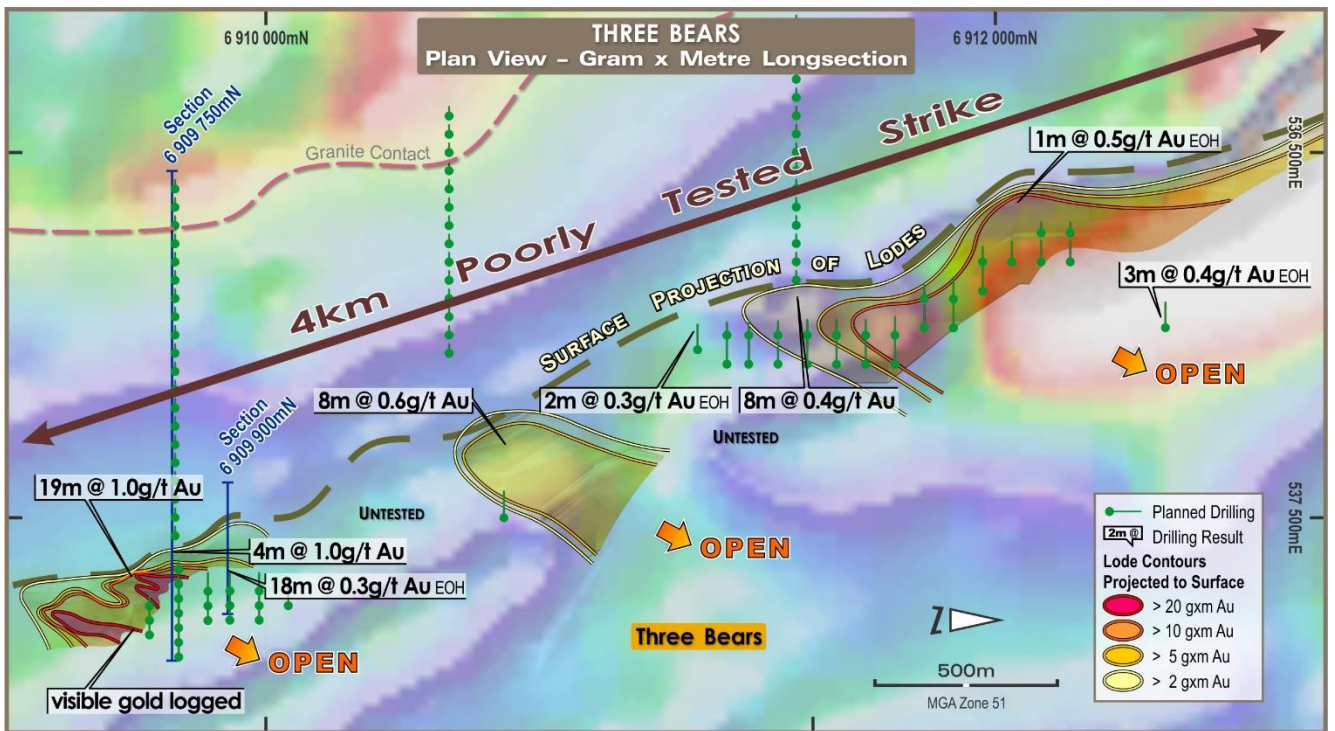 THREE BEARS
Plan View – Gram x Metre Longsection
6 910 000mN
6 912 000mN
536 500mE
537 500mE
Section
6 909 750mN
Granite Contact
4km Poorly Tested Strike
SURFACE PROJECTION OF LODES
1m @ 0.5g/t Au EOH
3m @ 0.4g/t Au EOH
OPEN
8m @ 0.6g/t Au
2m @ 0.3g/t Au EOH
8m @ 0.4g/t Au
UNTESTED
Section
6 909 900mN
19m @ 1.0g/t Au
UNTESTED
4m @ 1.0g/t Au
18m @ 0.3g/t Au EOH
OPEN
OPEN
visible gold logged
Three Bears
N
500m
MGA Zone 51
Planned Drilling
2m @
Drilling Result
Lode Contours
Projected to Surface
> 20 gxm Au
> 10 gxm Au
> 5 gxm Au
> 2 gxm Au